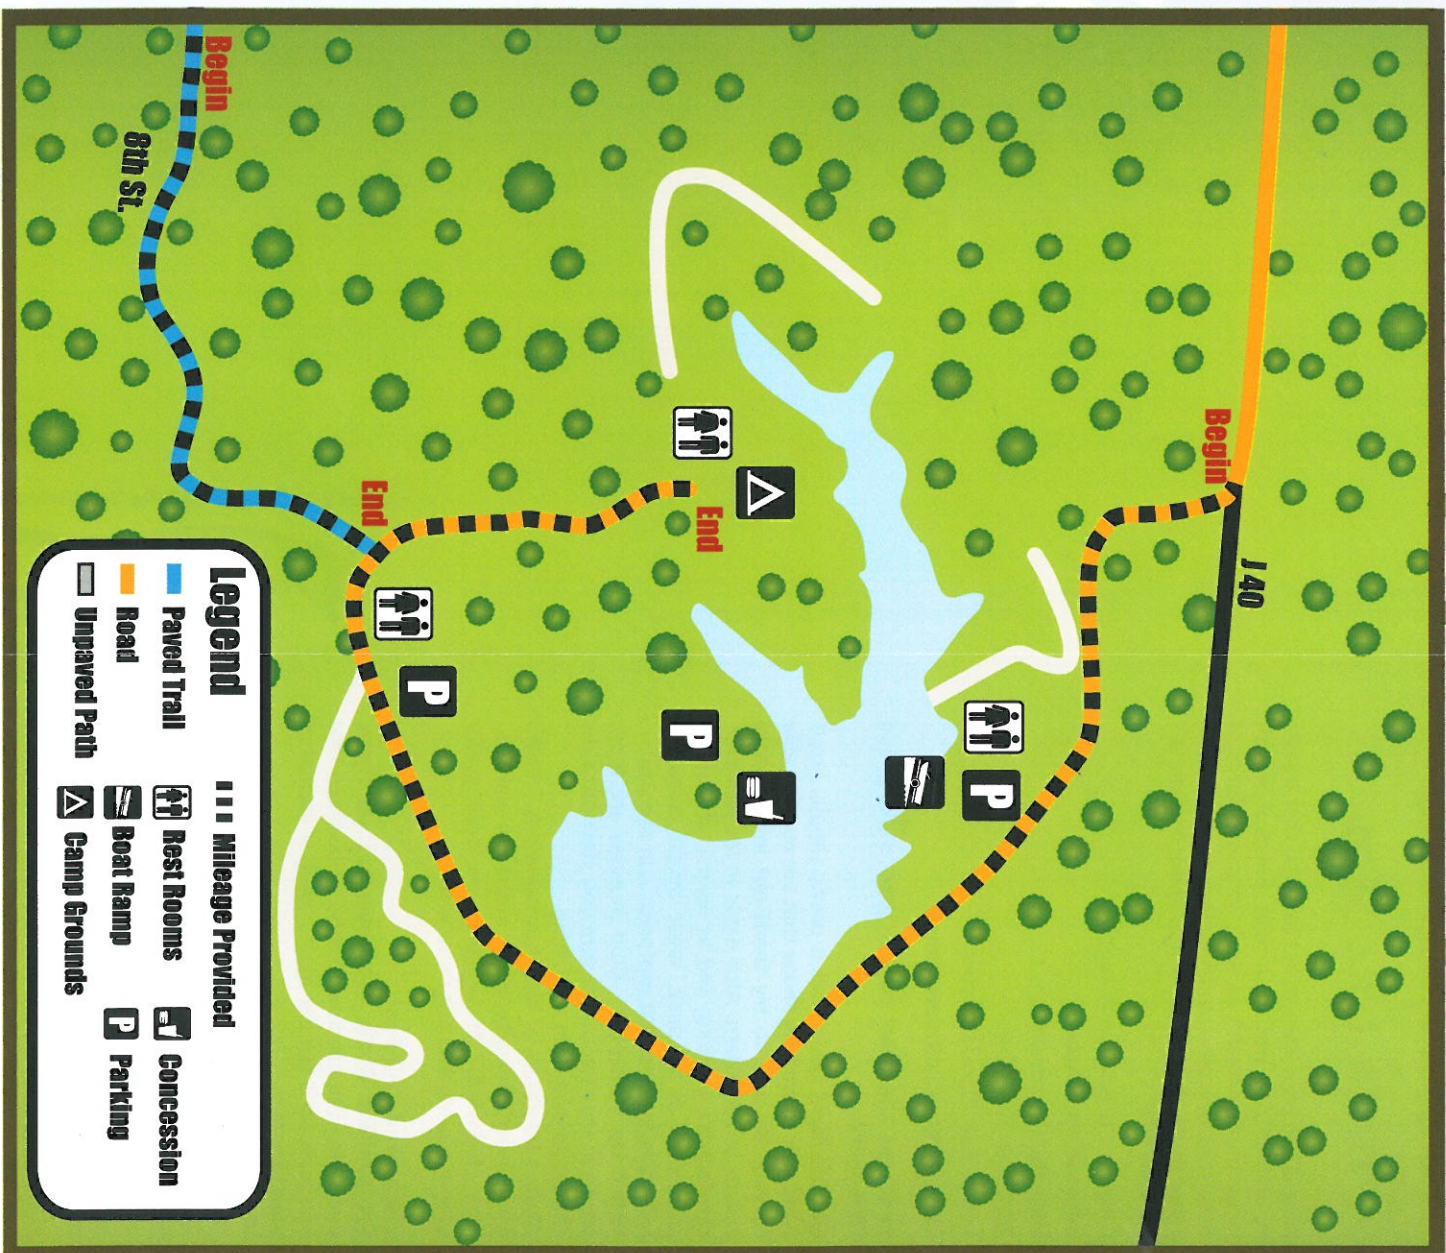 J 40
Begin
End
End
Begin
8th St.
P
P
P
Legend
Paved Trail
Road
Unpaved Path
Mileage Provided
Rest Rooms
Boat Ramp
Camp Grounds
Concession
P Parking